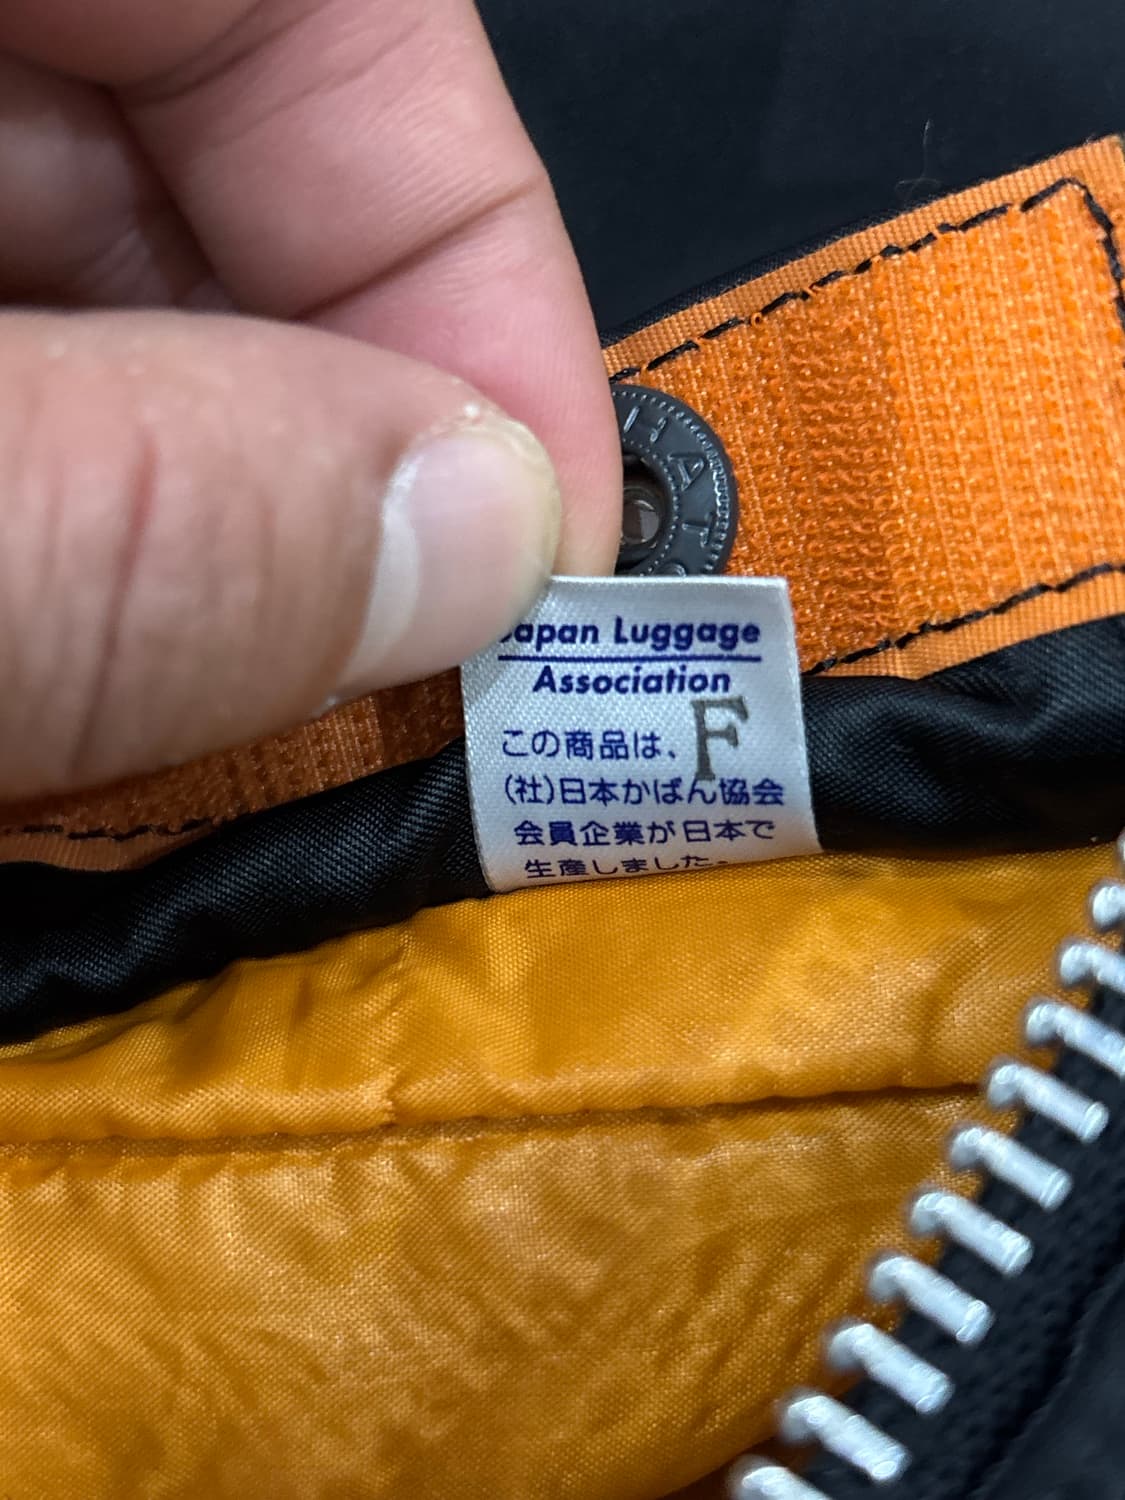 HAT
Japan Luggage
Association
F
この商品は、
(社)日本かばん協会
会員企業が日本で
生産しました。